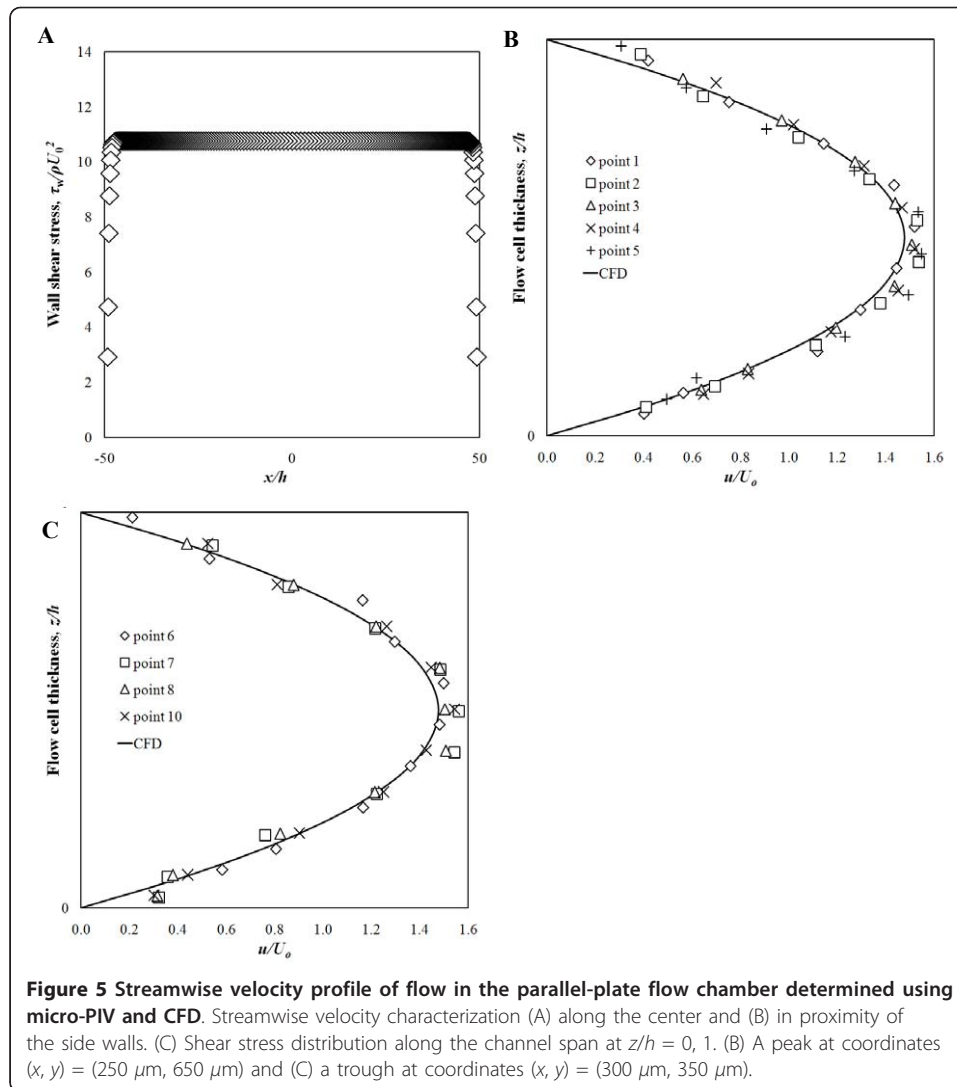 A
Wall shear stress, τw/ρU0²
14
12
10
8
6
4
2
0
-50
0
50
x/h
B
Flow cell thickness, z/h
point 1
point 2
point 3
point 4
point 5
CFD
0
0.0
0.2
0.4
0.6
0.8
1.0
1.2
1.4
1.6
u/Uo
C
Flow cell thickness, z/h
point 6
point 7
point 8
point 10
CFD
0
0.0
0.2
0.4
0.6
0.8
1.0
1.2
1.4
1.6
u/Uo
Figure 5 Streamwise velocity profile of flow in the parallel-plate flow chamber determined using
micro-PIV and CFD. Streamwise velocity characterization (A) along the center and (B) in proximity of
the side walls. (C) Shear stress distribution along the channel span at z/h = 0, 1. (B) A peak at coordinates
(x, y) = (250 μm, 650 μm) and (C) a trough at coordinates (x, y) = (300 μm, 350 μm).